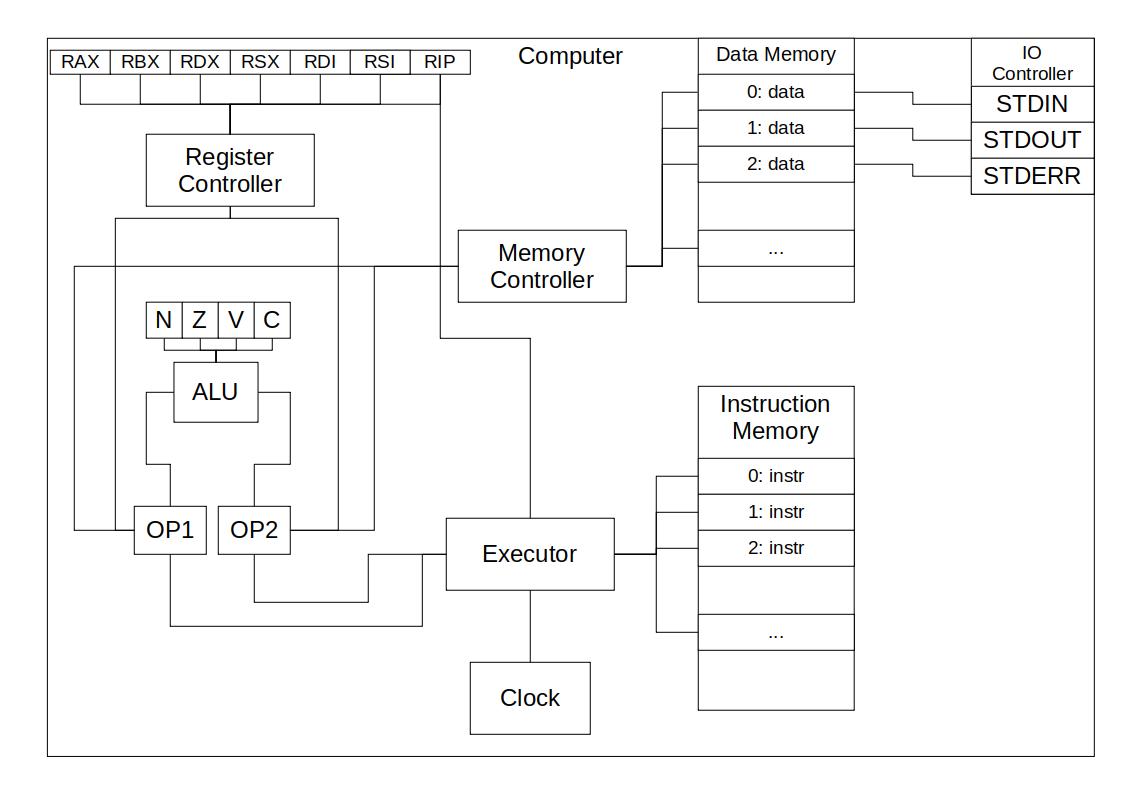 RAX RBX RDX RSX RDI RSI RIP
Computer
Data Memory
0: data
1: data
2: data
...
IO
Controller
STDIN
STDOUT
STDERR
Register
Controller
Memory
Controller
N Z V C
ALU
OP1
OP2
Executor
Clock
Instruction
Memory
0: instr
1: instr
2: instr
...